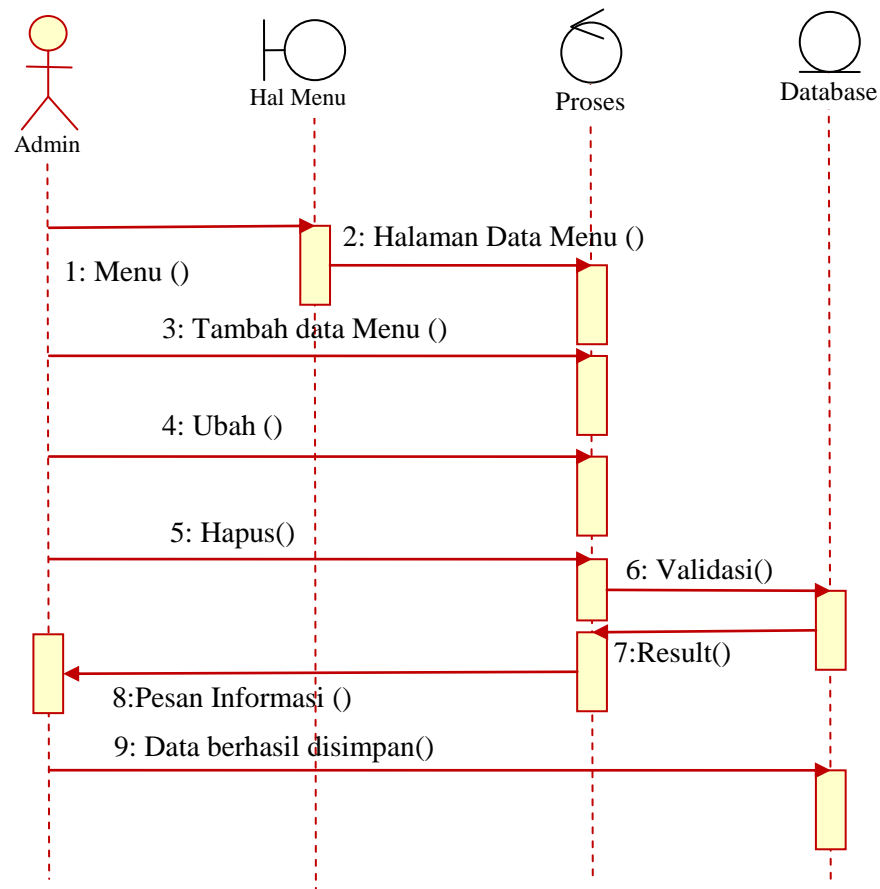 Admin
Hal Menu
Proses
Database
1: Menu ()
2: Halaman Data Menu ()
3: Tambah data Menu ()
4: Ubah ()
5: Hapus()
6: Validasi()
7:Result()
8:Pesan Informasi ()
9: Data berhasil disimpan()